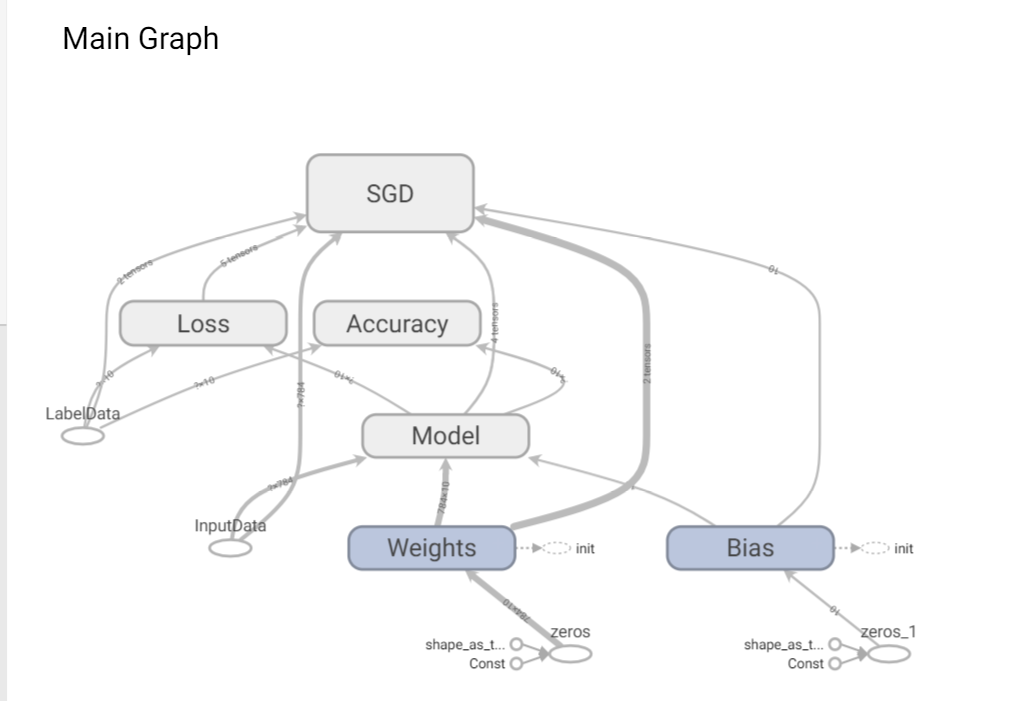 Main Graph
SGD
2 tensors
5 tensors
10
Loss
Accuracy
4 tensors
2 tensors
?×10
?×10
?×10
?×784
LabelData
Model
?×784
784×10
InputData
Weights
init
Bias
init
784×10
10
zeros
zeros_1
shape_as_t...
Const
shape_as_t...
Const